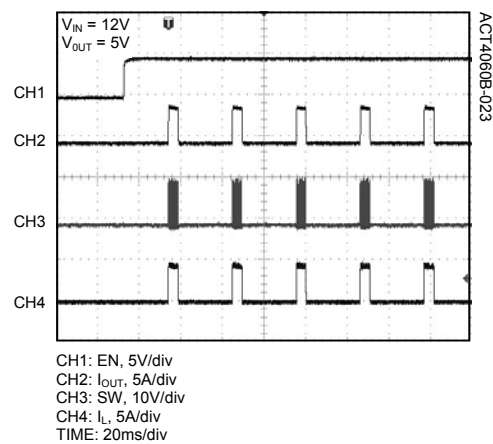 V_IN = 12V
V_0UT = 5V
T
ACT4060B-023
CH1
CH2
CH3
CH4
CH1: EN, 5V/div
CH2: I_OUT, 5A/div
CH3: SW, 10V/div
CH4: I_L, 5A/div
TIME: 20ms/div